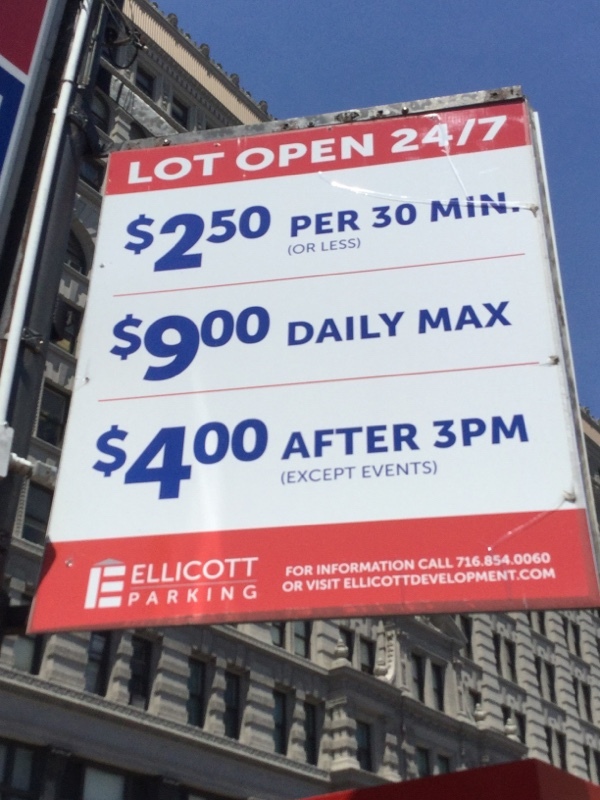 LOT OPEN 24/7
$2.50 PER 30 MIN.
(OR LESS)
$9.00 DAILY MAX
$4.00 AFTER 3PM
(EXCEPT EVENTS)
E ELLICOTT
PARKING
FOR INFORMATION CALL 716.854.0060
OR VISIT ELLICOTTDEVELOPMENT.COM